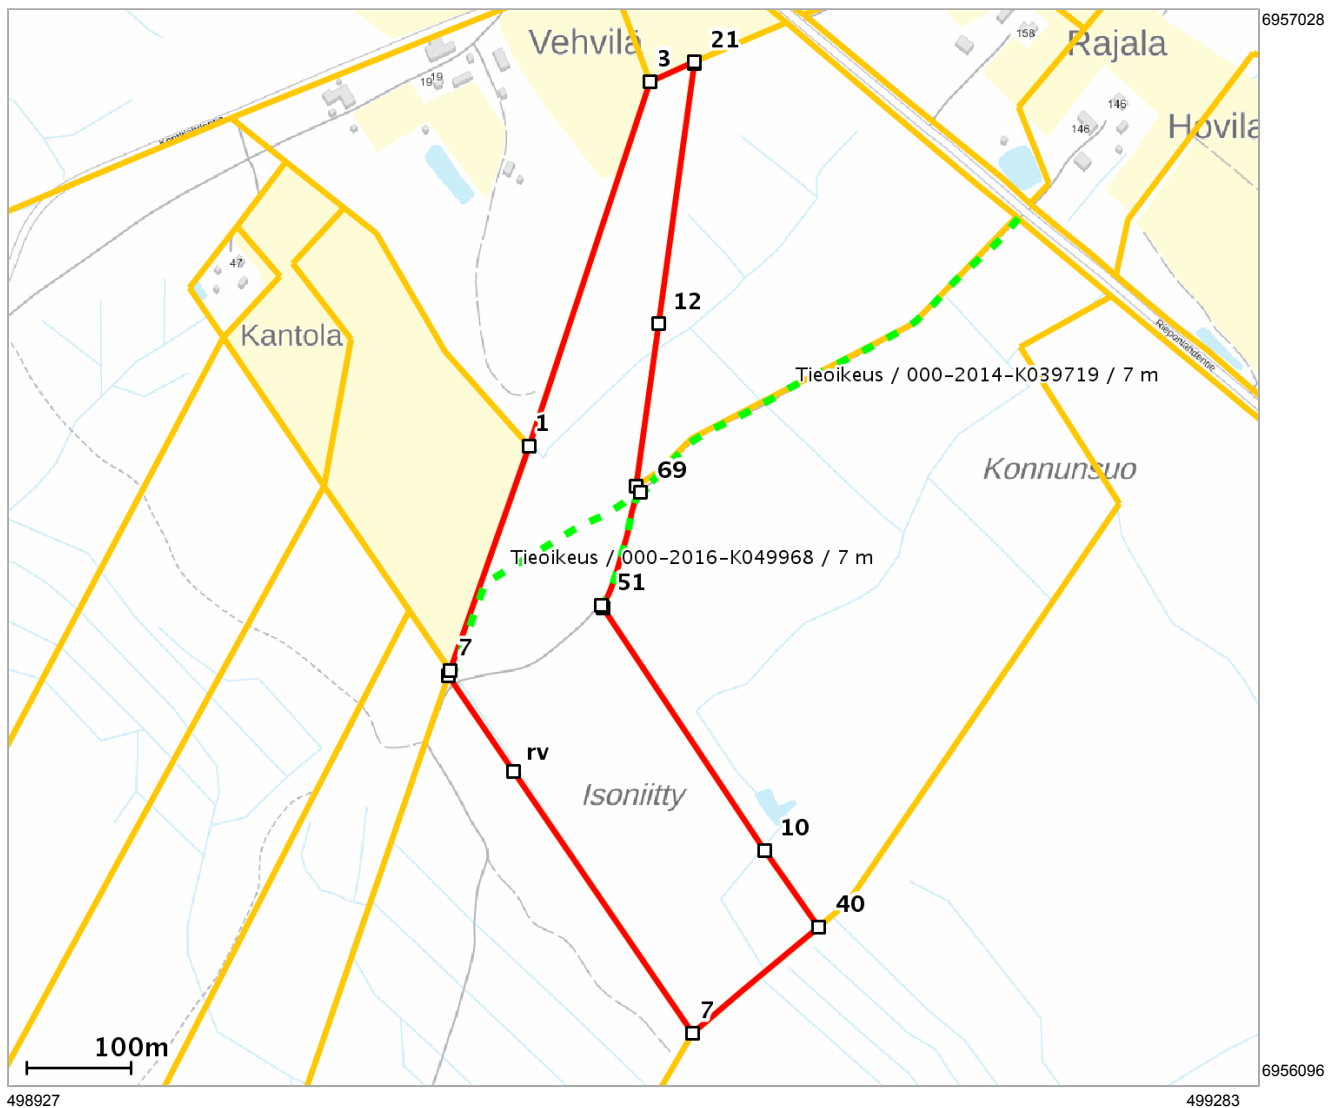 6957028
Vehvilä
3
21
158
Rajala
19
19
146
146
Hovila
47
12
Kantola
Rieponlahdentie
Tieoikeus / 000-2014-K039719 / 7 m
1
69
Konnunsuo
Tieoikeus / 000-2016-K049968 / 7 m
51
7
rv
Isoniitty
10
40
7
100m
6956096
498927
499283